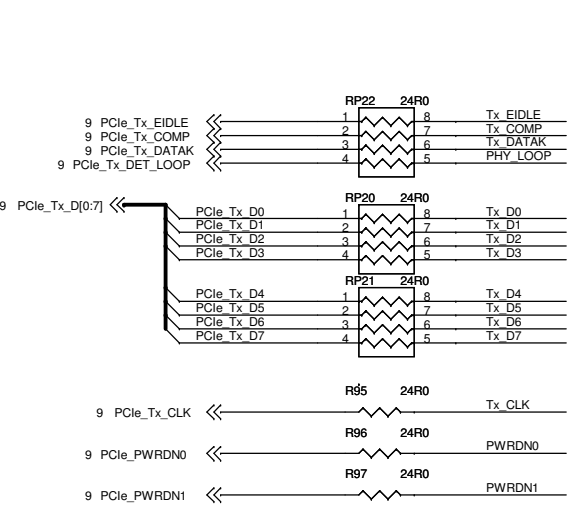 RP22 24R0
9 PCIe_Tx_EIDLE 1 8 Tx_EIDLE
9 PCIe_Tx_COMP 2 7 Tx_COMP
9 PCIe_Tx_DATAK 3 6 Tx_DATAK
9 PCIe_Tx_DET_LOOP 4 5 PHY_LOOP
RP20 24R0
9 PCIe_Tx_D[0:7]
PCIe_Tx_D0 1 8 Tx_D0
PCIe_Tx_D1 2 7 Tx_D1
PCIe_Tx_D2 3 6 Tx_D2
PCIe_Tx_D3 4 5 Tx_D3
RP21 24R0
PCIe_Tx_D4 1 8 Tx_D4
PCIe_Tx_D5 2 7 Tx_D5
PCIe_Tx_D6 3 6 Tx_D6
PCIe_Tx_D7 4 5 Tx_D7
R95 24R0
9 PCIe_Tx_CLK Tx_CLK
R96 24R0
9 PCIe_PWRDN0 PWRDN0
R97 24R0
9 PCIe_PWRDN1 PWRDN1